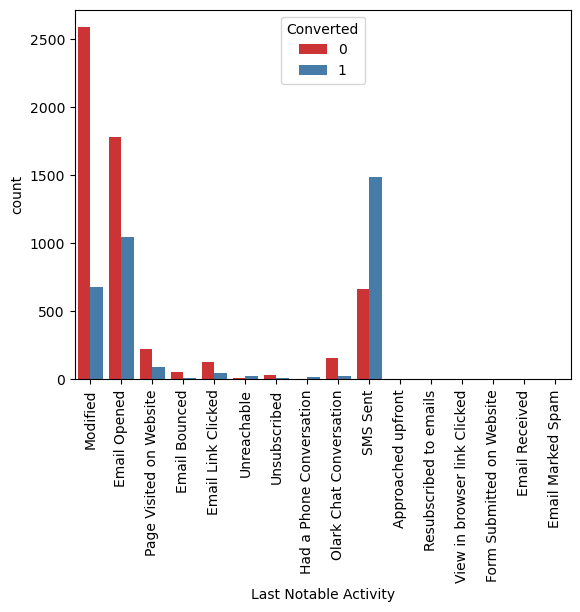 Converted
0
1
2500
2000
1500
1000
500
0
count
Modified
Email Opened
Page Visited on Website
Email Bounced
Email Link Clicked
Unreachable
Unsubscribed
Had a Phone Conversation
Olark Chat Conversation
SMS Sent
Approached upfront
Resubscribed to emails
View in browser link Clicked
Form Submitted on Website
Email Received
Email Marked Spam
Last Notable Activity